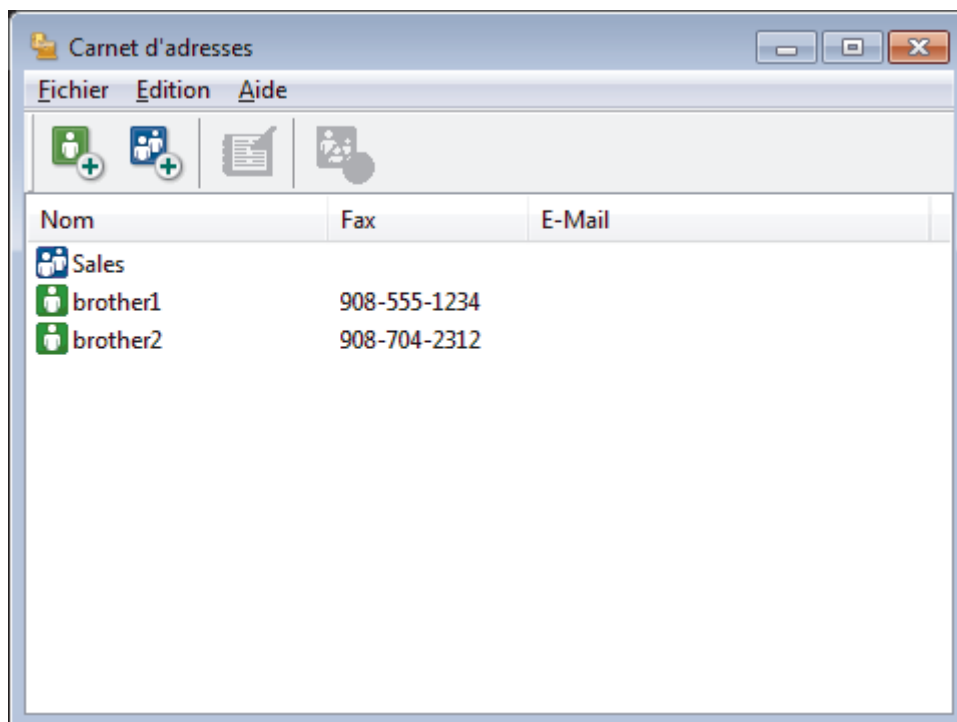 Carnet d'adresses
Fichier Edition Aide
Nom Fax E-Mail
Sales
brother1 908-555-1234
brother2 908-704-2312